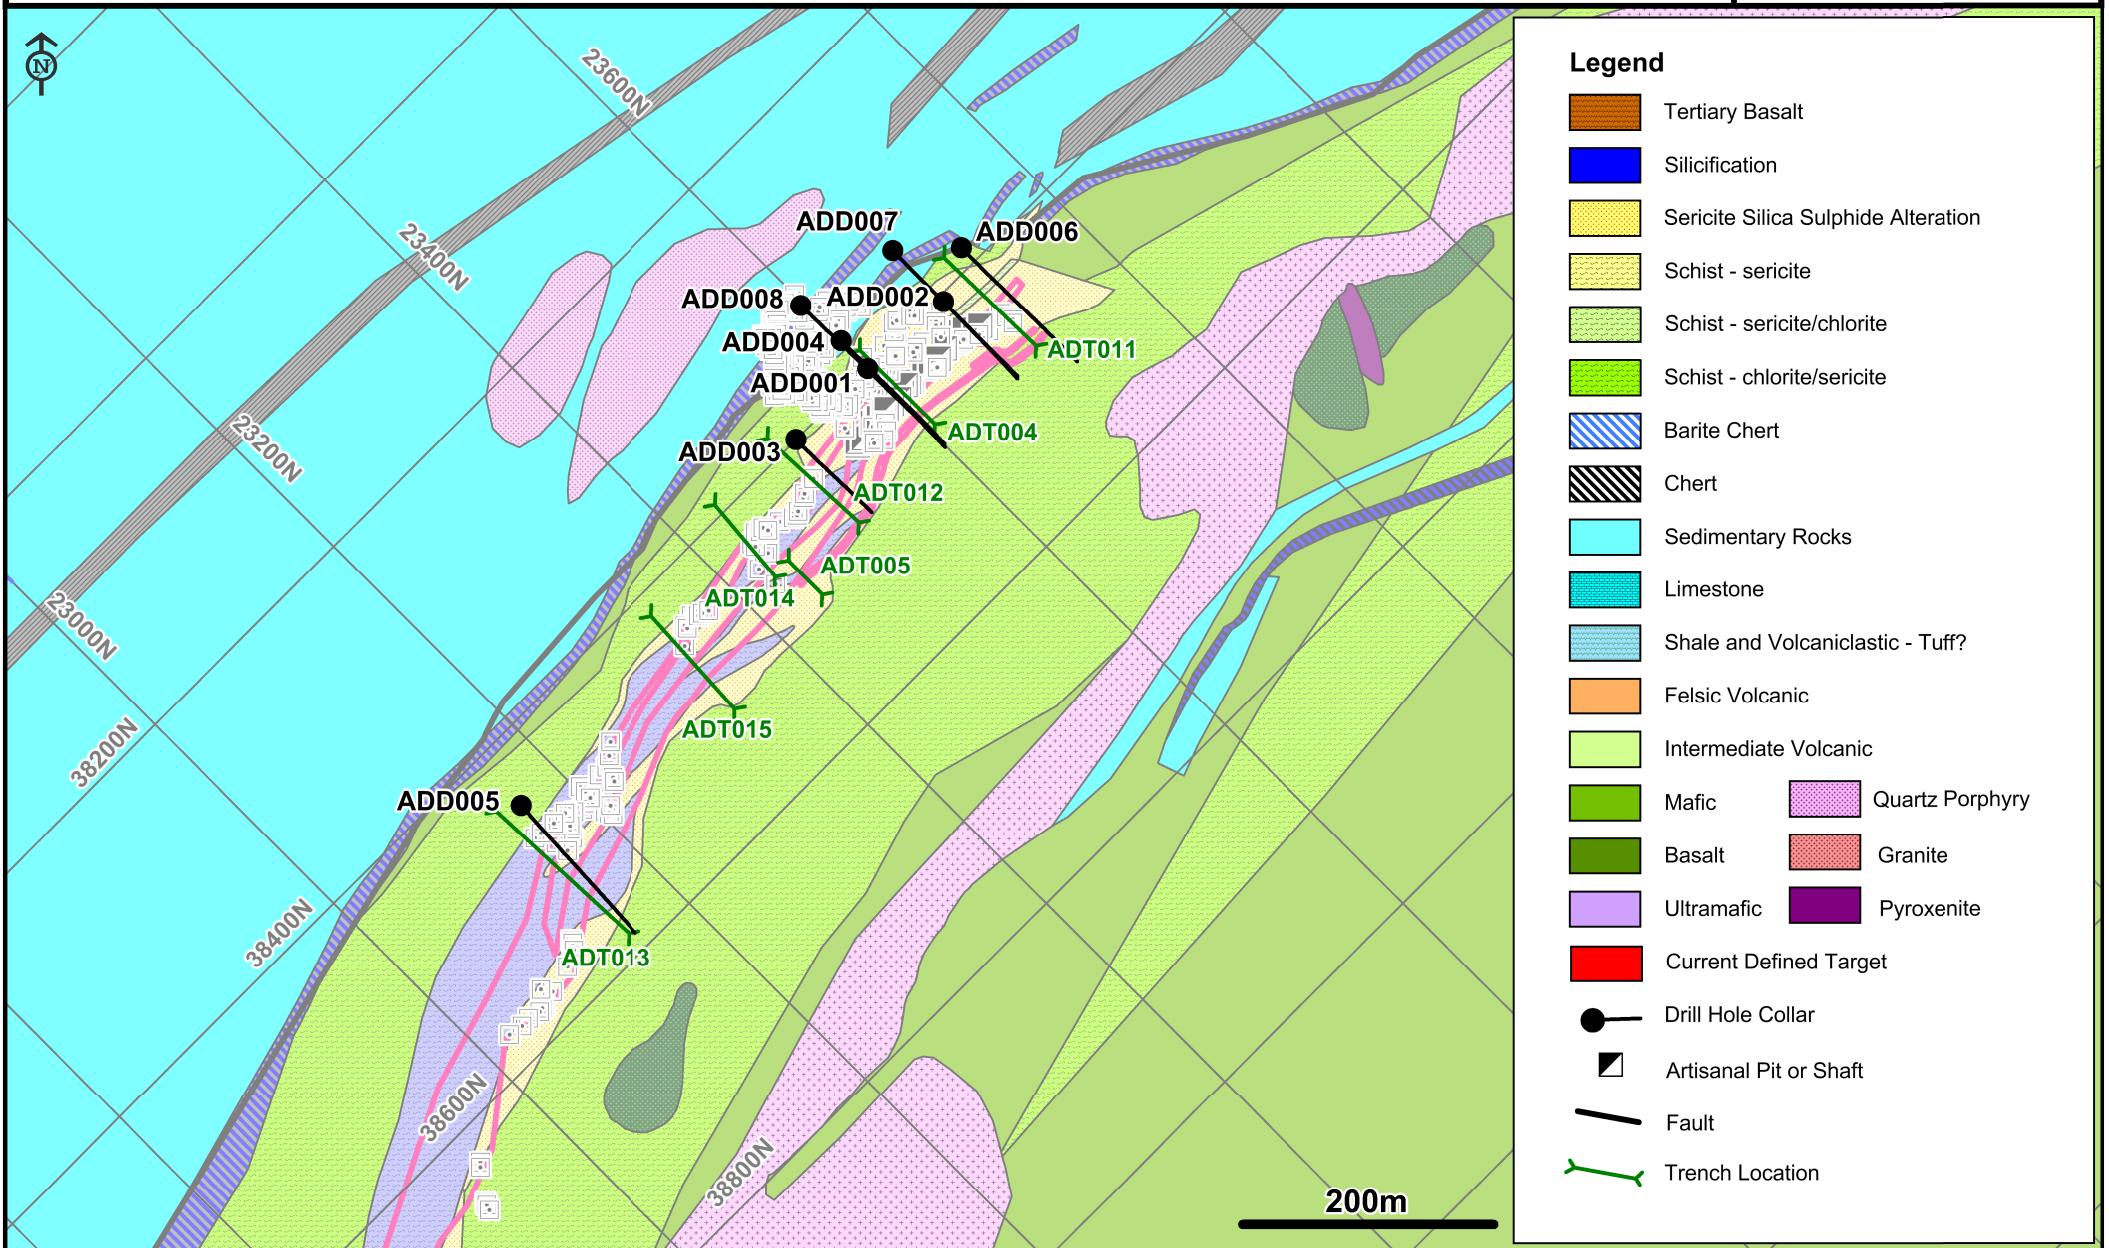 N
23600N
23400N
23200N
23000N
38200N
38400N
38600N
38800N
ADD007
ADD006
ADD008
ADD002
ADD004
ADT011
ADD001
ADT004
ADD003
ADT012
ADT005
ADT014
ADT015
ADD005
ADT013
200m
Legend
Tertiary Basalt
Silicification
Sericite Silica Sulphide Alteration
Schist - sericite
Schist - sericite/chlorite
Schist - chlorite/sericite
Barite Chert
Chert
Sedimentary Rocks
Limestone
Shale and Volcaniclastic - Tuff?
Felsic Volcanic
Intermediate Volcanic
Mafic
Quartz Porphyry
Basalt
Granite
Ultramafic
Pyroxenite
Current Defined Target
Drill Hole Collar
Artisanal Pit or Shaft
Fault
Trench Location